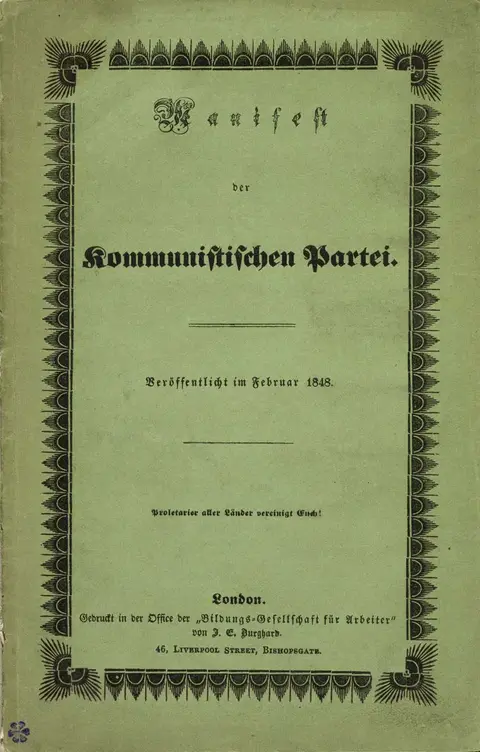 Manifest
der
Kommunistischen Partei.
Veröffentlicht im Februar 1848.
Proletarier aller Länder vereinigt Euch!
London.
Gedruckt in der Office der „Bildungs-Gesellschaft für Arbeiter"
von J. E. Burghard.
46, Liverpool Street, Bishopsgate.